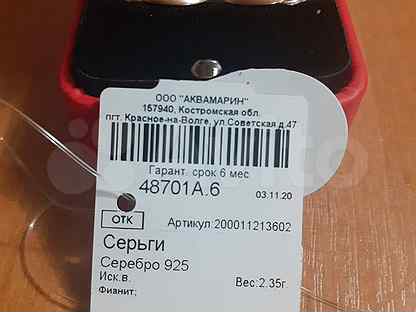 ООО "АКВАМАРИН"
157940, Костромская обл.
пгт. Красное-на-Волге, ул.Советская д.47
Гарант. срок 6 мес.
48701А.6
03.11.20
ОТК
Артикул:200011213602
Серьги
Серебро 925
Иск.в.
Вес:2.35г.
Фианит;